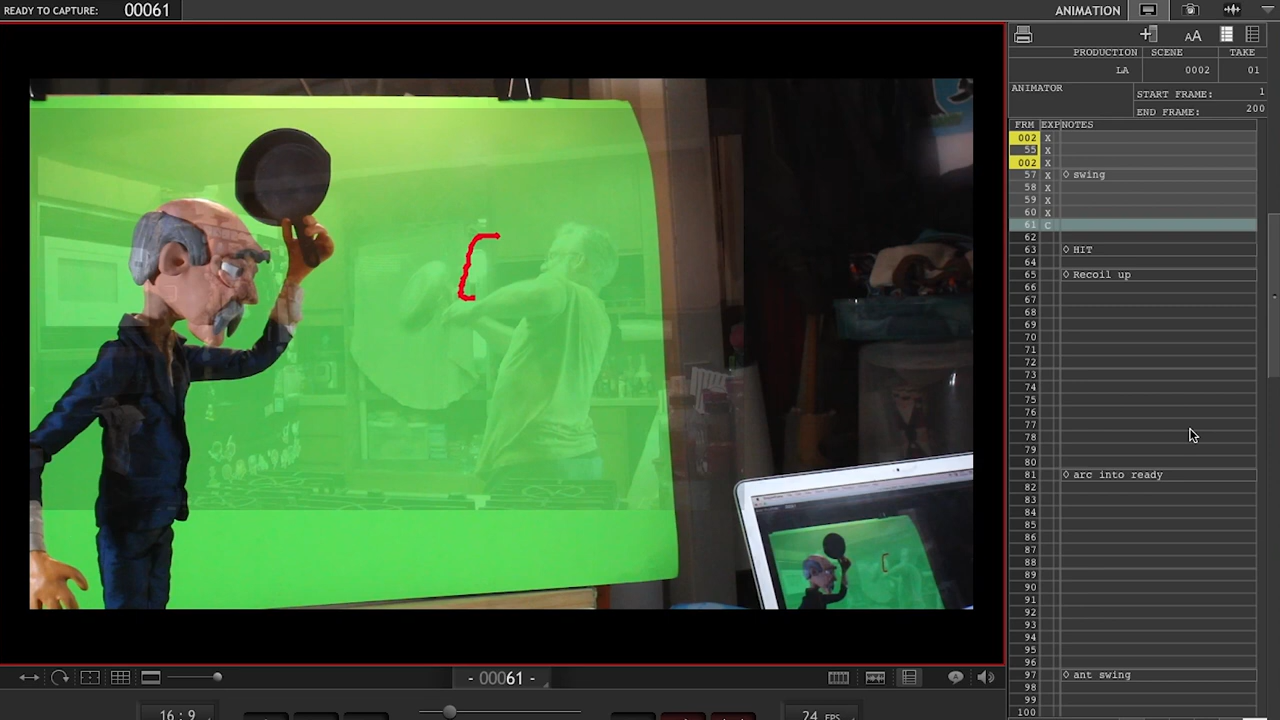 READY TO CAPTURE: 00061 ANIMATION
AA
PRODUCTION SCENE TAKE
LA 0002 01
ANIMATOR START FRAME: 1
END FRAME: 200
FRM EXP NOTES
002 X
55 X
002 X
57 X swing
58 X
59 X
60 X
61 C
62
63 HIT
64
65 Recoil up
66
67
68
69
70
71
72
73
74
75
76
77
78
79
80
81 arc into ready
82
83
84
85
86
87
88
89
90
91
92
93
94
95
96
97 ant swing
98
99
100
- 00061 -
16:9 24 FPS